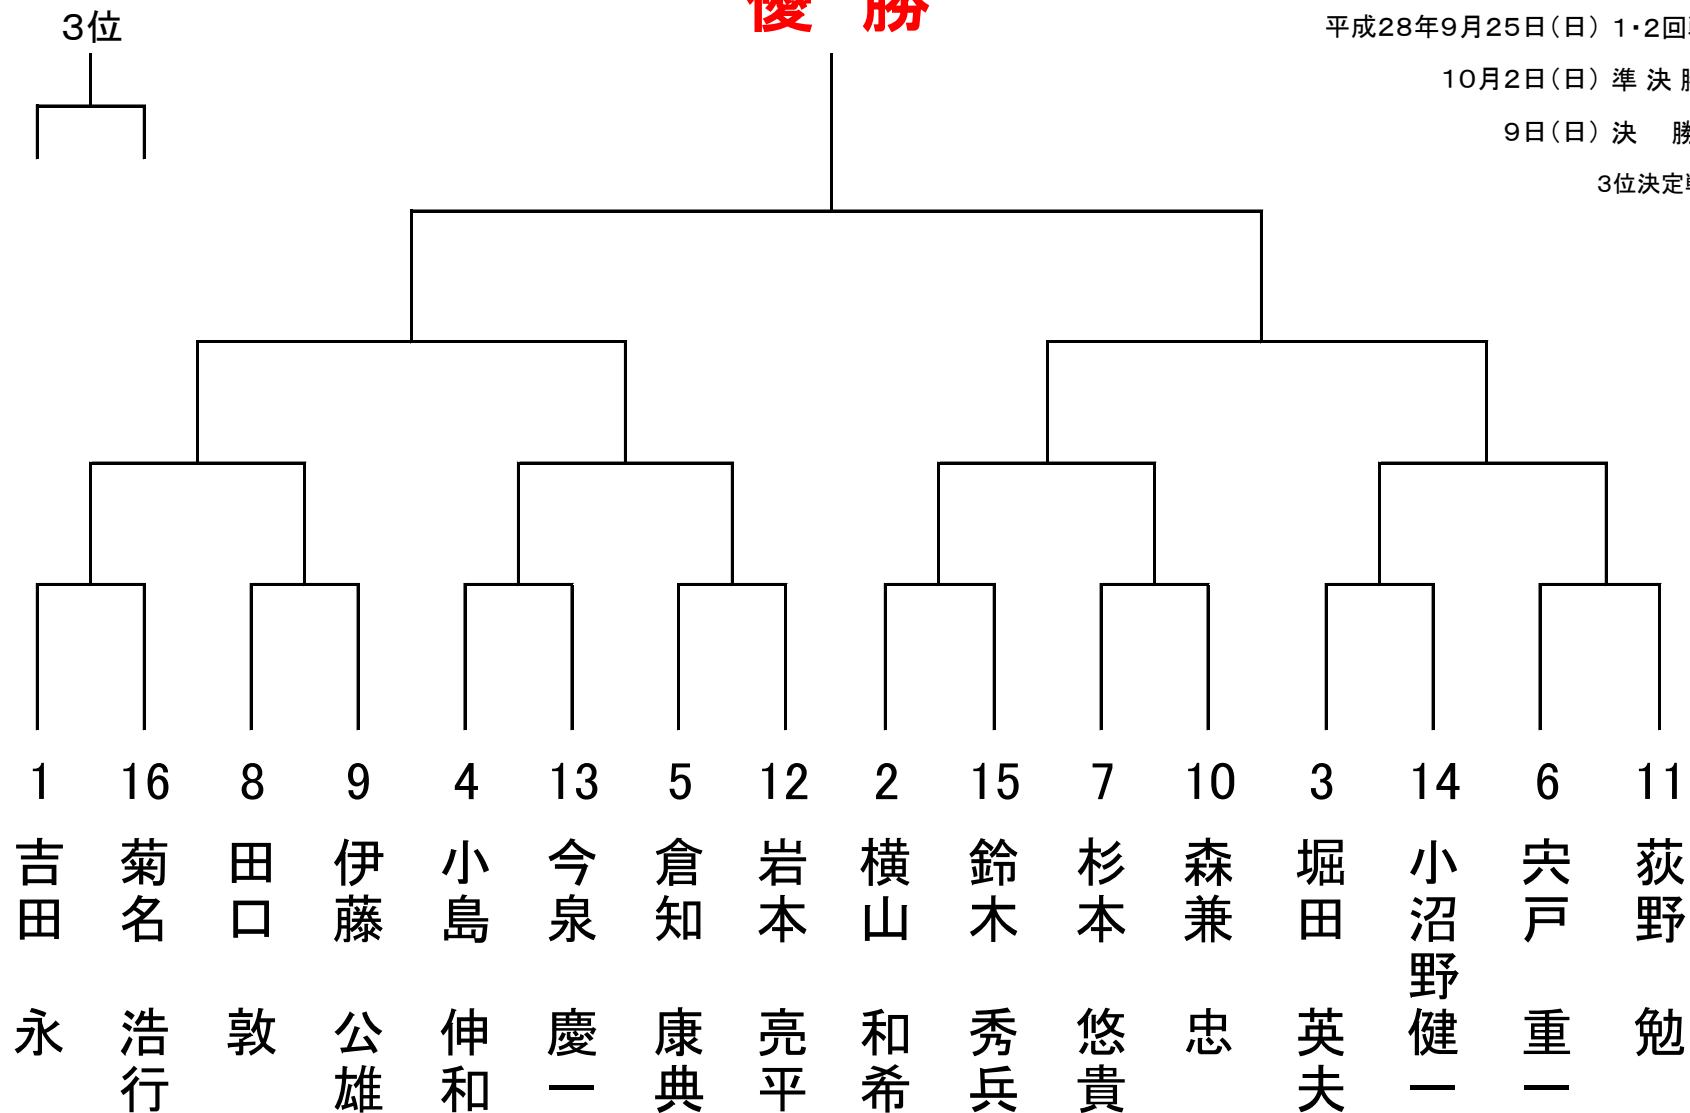 3位
優 勝
平成28年9月25日(日) 1・2回
10月2日(日) 準 決
9日(日) 決 勝
3位決定
1 16 8 9 4 13 5 12 2 15 7 10 3 14 6 11
吉田 永
菊名 浩行
田口 敦
伊藤 公雄
小島 伸和
今泉 慶一
倉知 康典
岩本 亮平
横山 和希
鈴木 秀兵
杉本 悠貴
森兼 忠
堀田 英夫
小沼野健一
宍戸 重一
荻野 勉